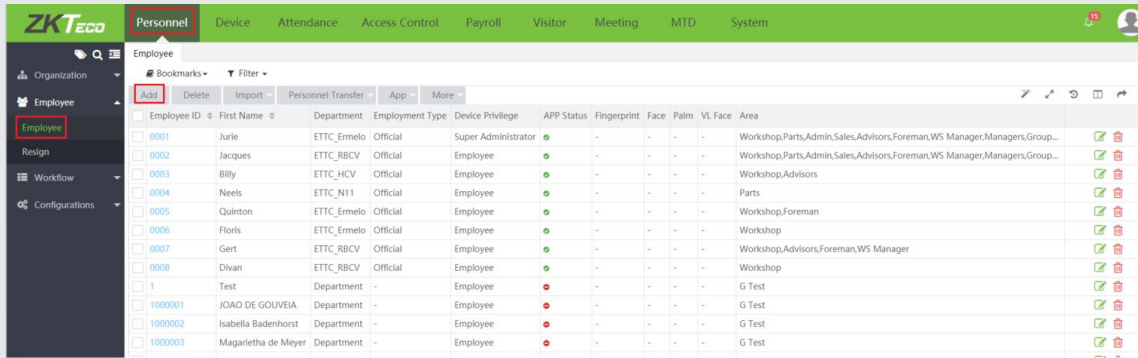 ZKTECO Personnel Device Attendance Access Control Payroll Visitor Meeting MTD System 15
Employee
Organization Bookmarks Filter
Employee Add Delete Import Personnel Transfer App More
Employee ID First Name Department Employment Type Device Privilege APP Status Fingerprint Face Palm VL Face Area
Employee 0001 Jurie ETTC_Ermelo Official Super Administrator - - - - Workshop,Parts,Admin,Sales,Advisors,Foreman,WS Manager,Managers,Group...
Resign 0002 Jacques ETTC_RBCV Official Employee - - - - Workshop,Parts,Admin,Sales,Advisors,Foreman,WS Manager,Managers,Group...
Workflow 0003 Billy ETTC_HCV Official Employee - - - - Workshop,Advisors
0004 Neels ETTC_N11 Official Employee - - - - Parts
Configurations 0005 Quinton ETTC_Ermelo Official Employee - - - - Workshop,Foreman
0006 Floris ETTC_Ermelo Official Employee - - - - Workshop
0007 Gert ETTC_RBCV Official Employee - - - - Workshop,Advisors,Foreman,WS Manager
0008 Divan ETTC_RBCV Official Employee - - - - Workshop
1 Test Department - Employee - - - - G Test
1000001 JOAO DE GOUVEIA Department - Employee - - - - G Test
1000002 Isabella Badenhorst Department - Employee - - - - G Test
1000003 Magarietha de Meyer Department - Employee - - - - G Test